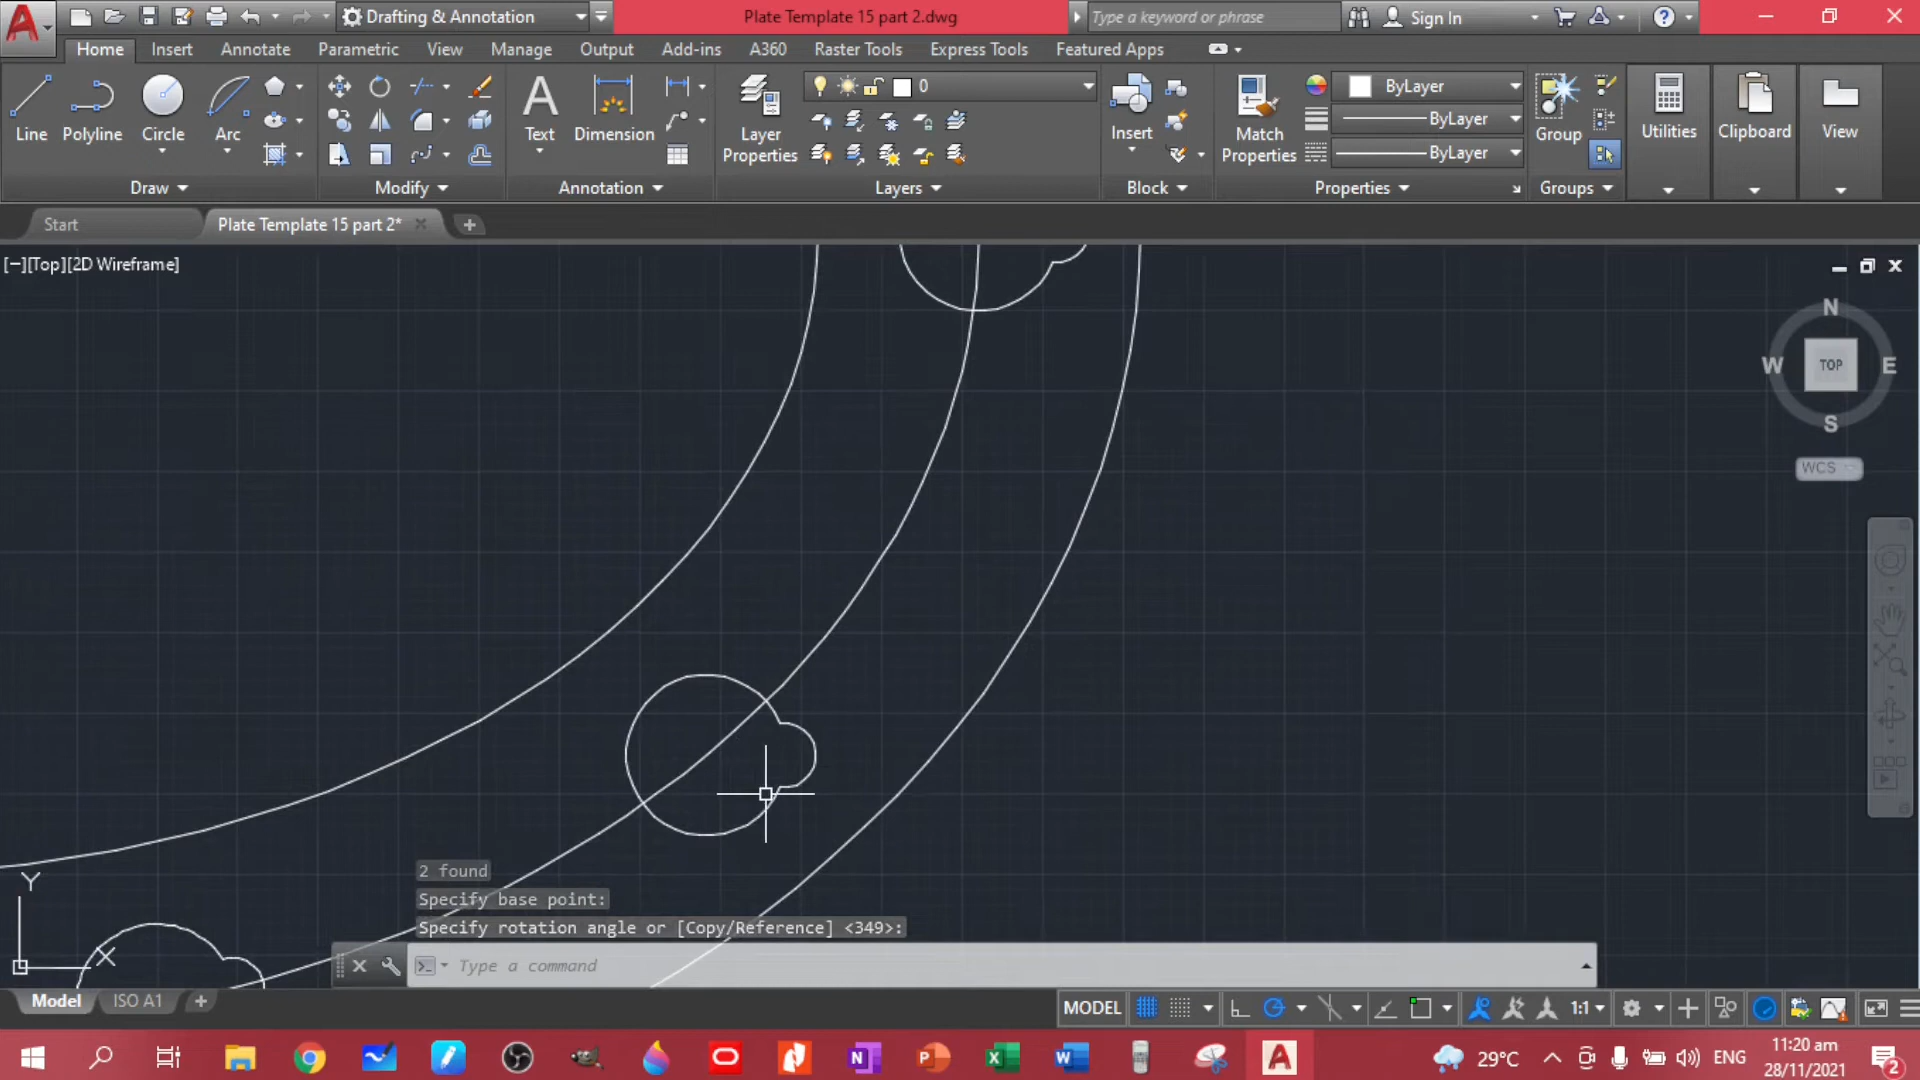 Drafting & Annotation
Plate Template 15 part 2.dwg
Type a keyword or phrase
Sign In
Home
Insert
Annotate
Parametric
View
Manage
Output
Add-ins
A360
Raster Tools
Express Tools
Featured Apps
Line
Polyline
Circle
Arc
Text
Dimension
Layer Properties
0
Insert
Match Properties
ByLayer
ByLayer
ByLayer
Group
Utilities
Clipboard
View
Draw
Modify
Annotation
Layers
Block
Properties
Groups
Start
Plate Template 15 part 2*
[−][Top][2D Wireframe]
N
W
TOP
E
S
WCS
2 found
Specify base point:
Specify rotation angle or [Copy/Reference] <349>:
Type a command
Y
X
Model
ISO A1
MODEL
1:1
29°C
ENG
11:20 am
28/11/2021
2